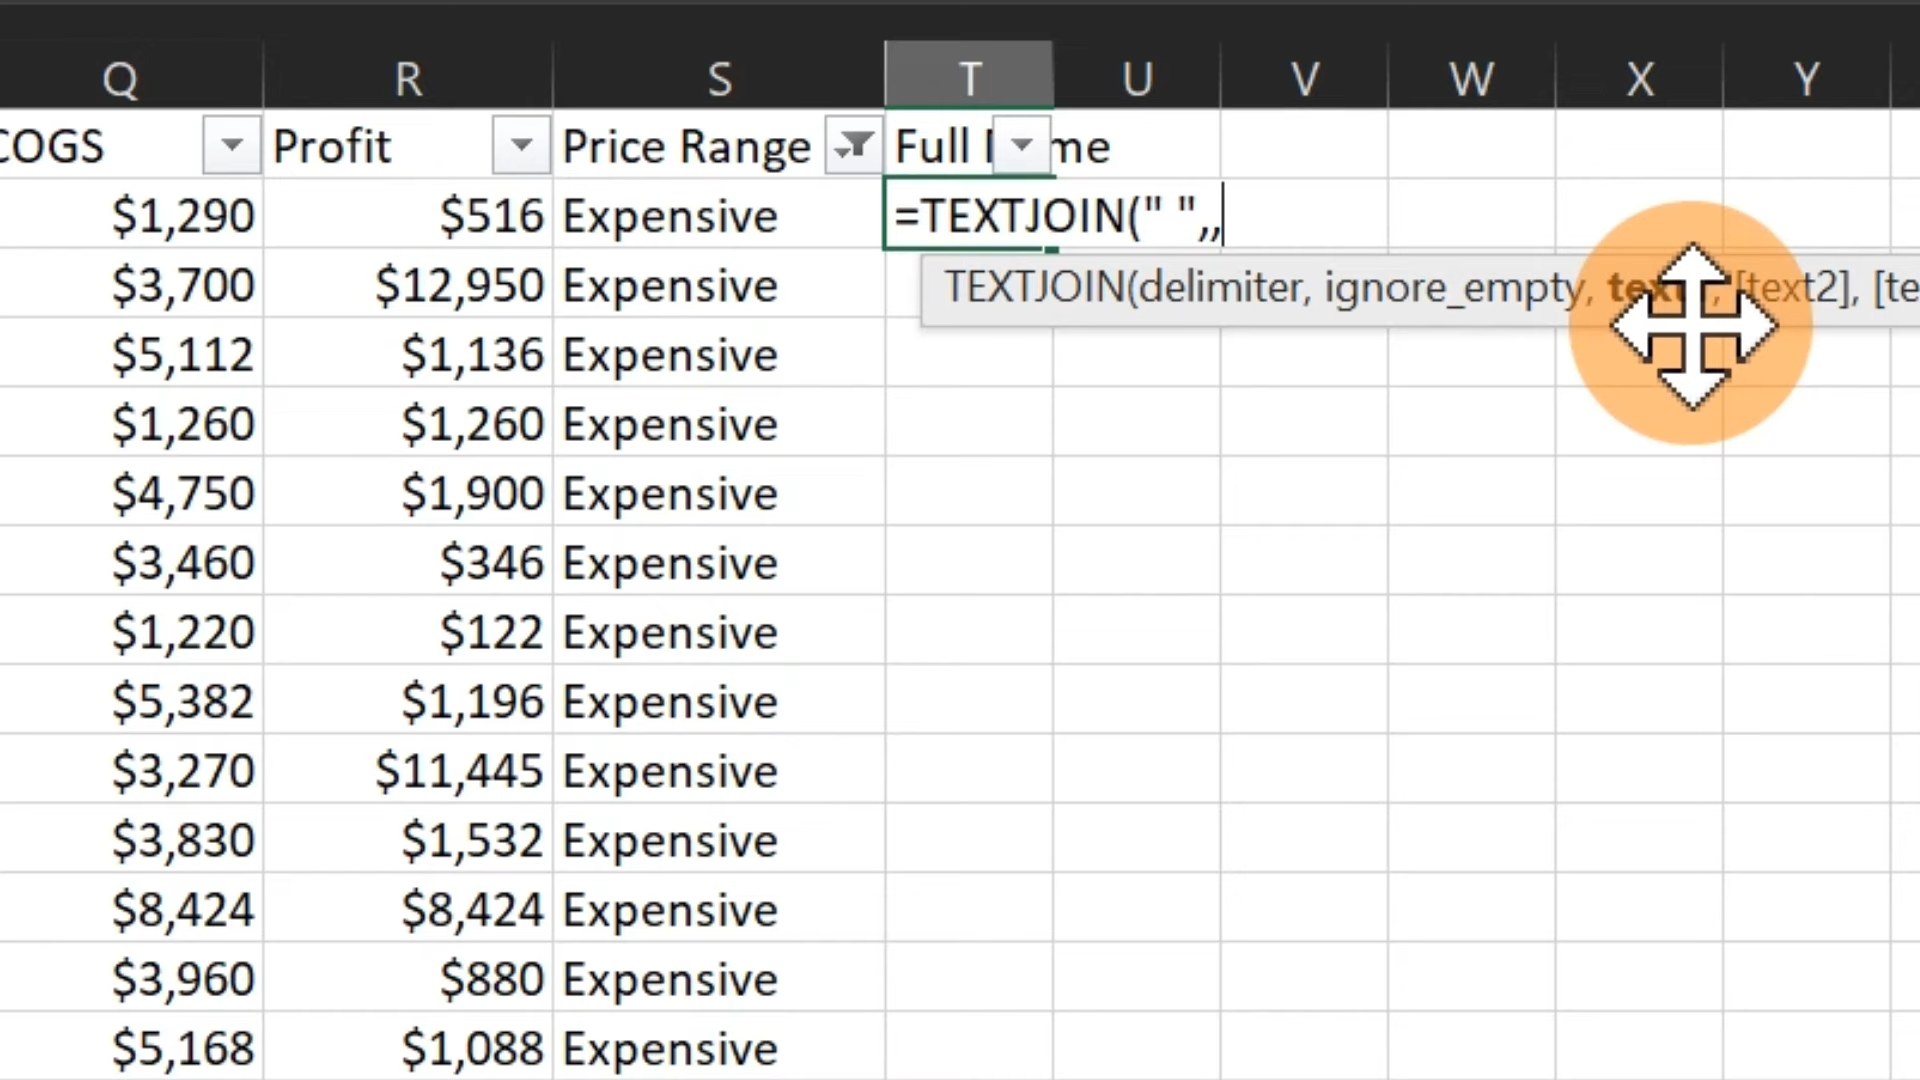 Q R S T U V W X Y
COGS Profit Price Range Full me
$1,290 $516 Expensive =TEXTJOIN(" ",,
TEXTJOIN(delimiter, ignore_empty, text1, [text2], [te
$3,700 $12,950 Expensive
$5,112 $1,136 Expensive
$1,260 $1,260 Expensive
$4,750 $1,900 Expensive
$3,460 $346 Expensive
$1,220 $122 Expensive
$5,382 $1,196 Expensive
$3,270 $11,445 Expensive
$3,830 $1,532 Expensive
$8,424 $8,424 Expensive
$3,960 $880 Expensive
$5,168 $1,088 Expensive